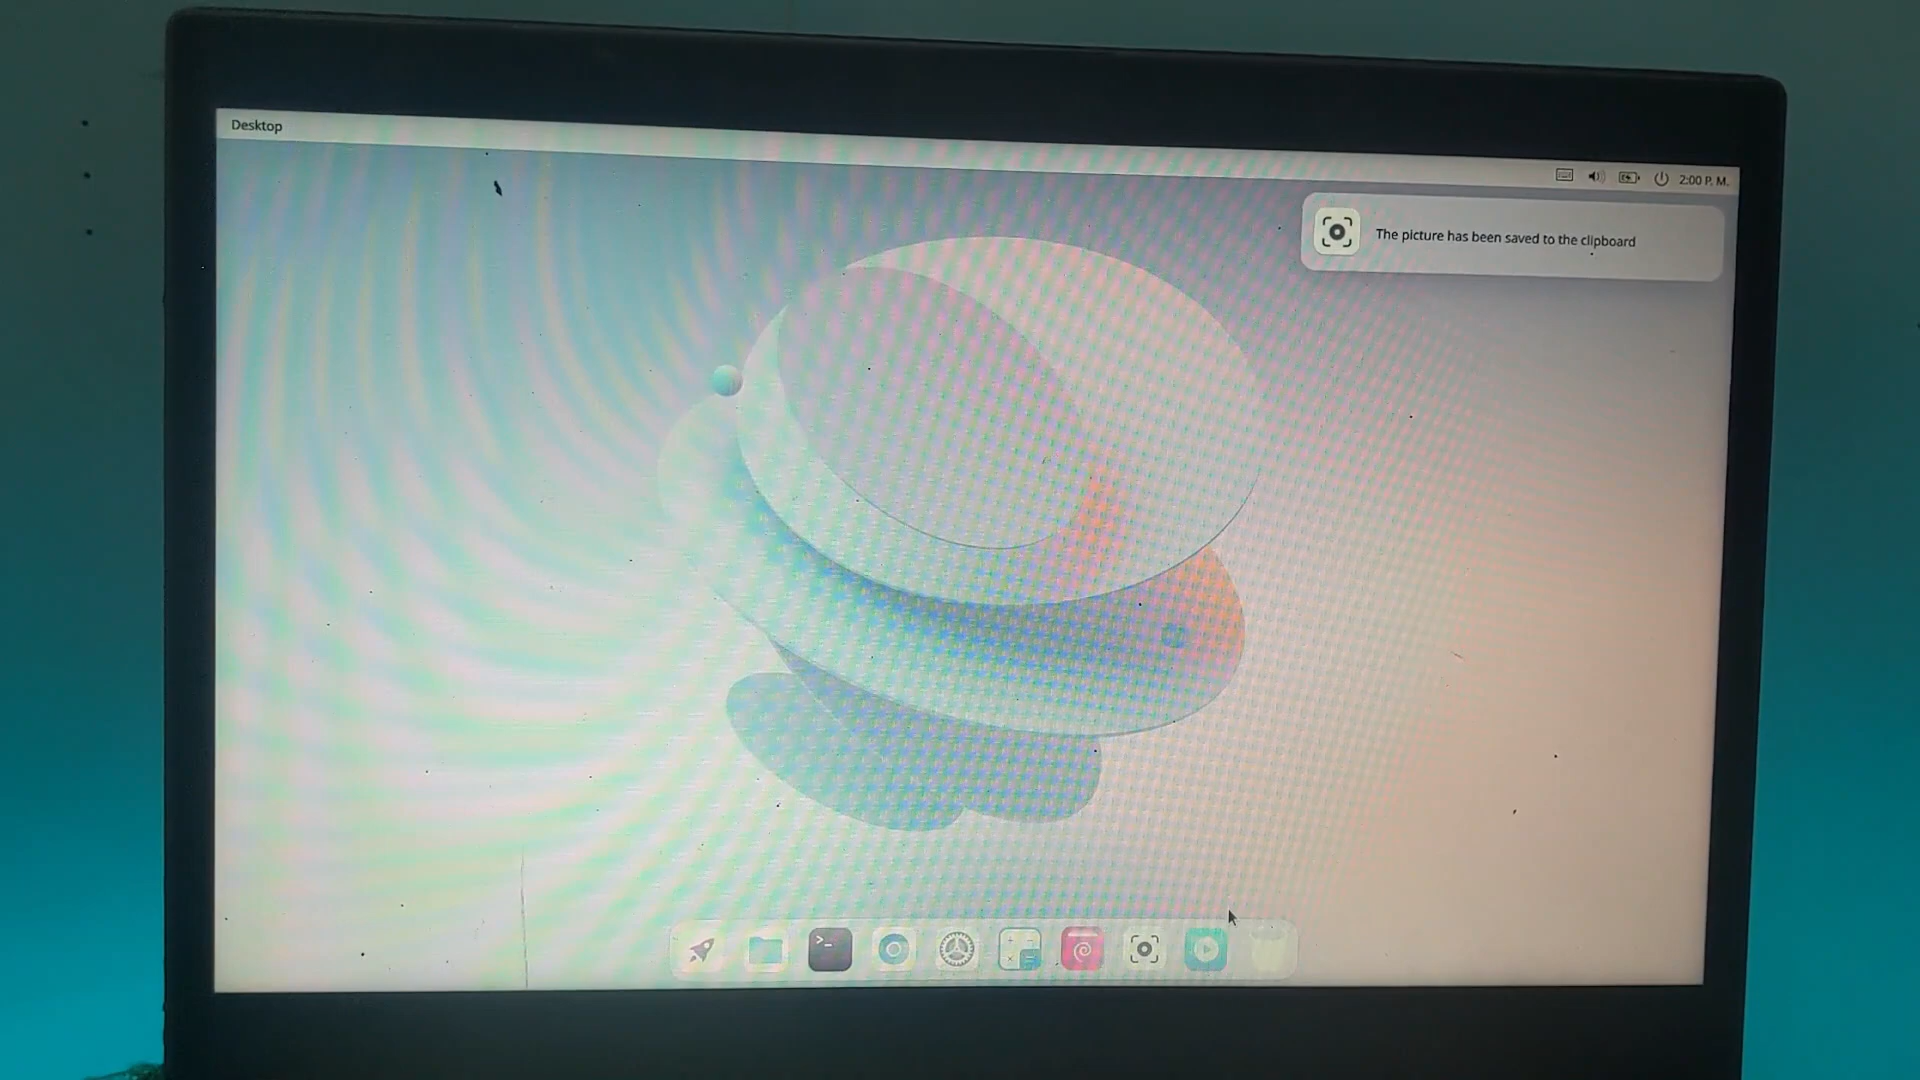 Desktop
2:00 P. M.
The picture has been saved to the clipboard